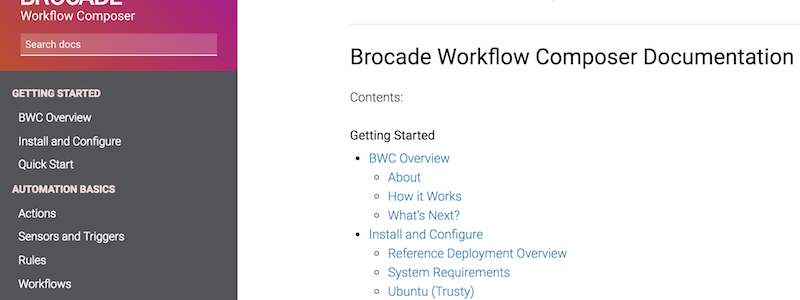 BROCADE
Workflow Composer
Search docs
GETTING STARTED
BWC Overview
Install and Configure
Quick Start
AUTOMATION BASICS
Actions
Sensors and Triggers
Rules
Workflows
Brocade Workflow Composer Documentation
Contents:
Getting Started
BWC Overview
About
How it Works
What's Next?
Install and Configure
Reference Deployment Overview
System Requirements
Ubuntu (Trusty)